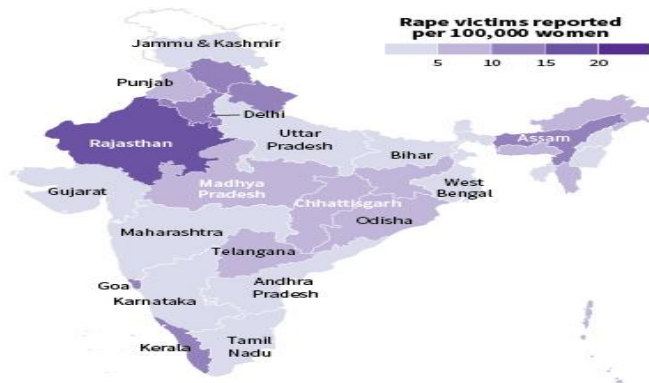 Rape victims reported
per 100,000 women
5 10 15 20
Jammu & Kashmir
Punjab
Delhi
Rajasthan
Uttar
Pradesh
Bihar
Assam
Gujarat
Madhya
Pradesh
West
Bengal
Chhattisgarh
Odisha
Maharashtra
Telangana
Goa
Karnataka
Andhra
Pradesh
Kerala
Tamil
Nadu